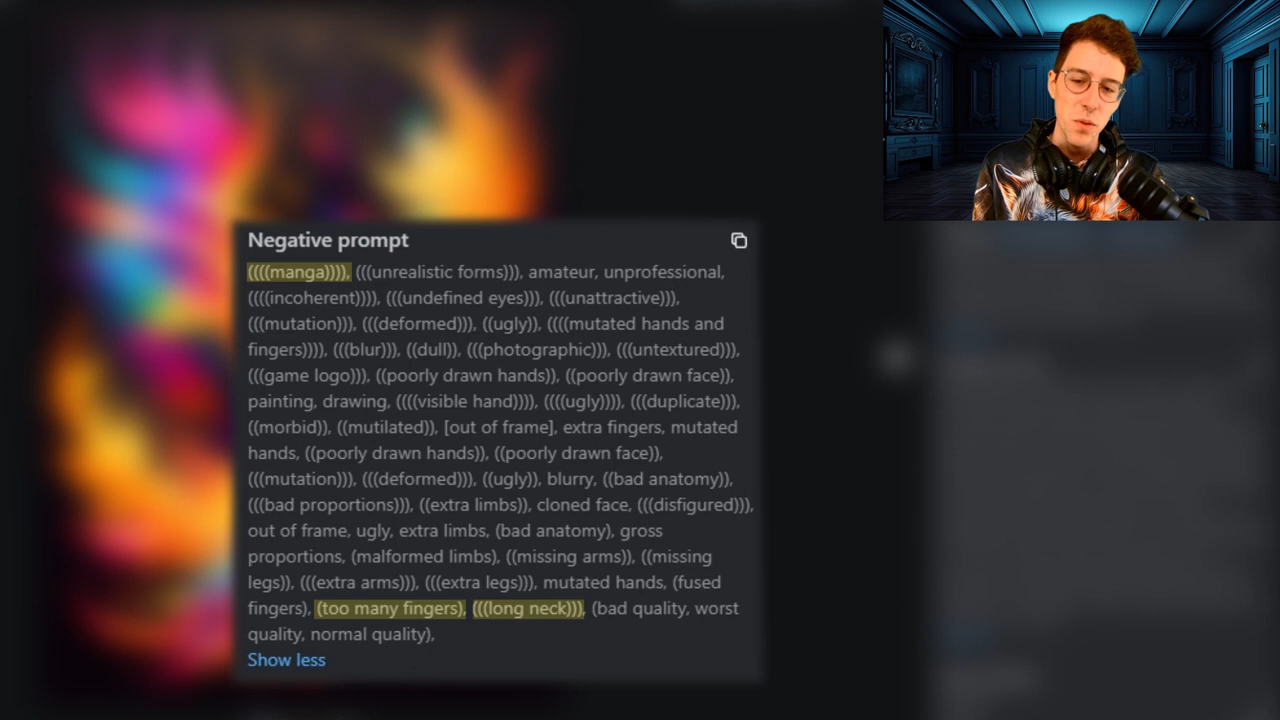 Negative prompt
((((manga)))), (((unrealistic forms))), amateur, unprofessional,
((((incoherent)))), (((undefined eyes))), (((unattractive))),
(((mutation))), (((deformed))), ((ugly)), ((((mutated hands and
fingers)))), (((blur))), ((dull)), (((photographic))), (((untextured))),
(((game logo))), ((poorly drawn hands)), ((poorly drawn face)),
painting, drawing, ((((visible hand)))), ((((ugly)))), (((duplicate))),
((morbid)), ((mutilated)), [out of frame], extra fingers, mutated
hands, ((poorly drawn hands)), ((poorly drawn face)),
(((mutation))), (((deformed))), ((ugly)), blurry, ((bad anatomy)),
(((bad proportions))), ((extra limbs)), cloned face, (((disfigured))),
out of frame, ugly, extra limbs, (bad anatomy), gross
proportions, (malformed limbs), ((missing arms)), ((missing
legs)), (((extra arms))), (((extra legs))), mutated hands, (fused
fingers), (too many fingers), (((long neck))), (bad quality, worst
quality, normal quality),
Show less